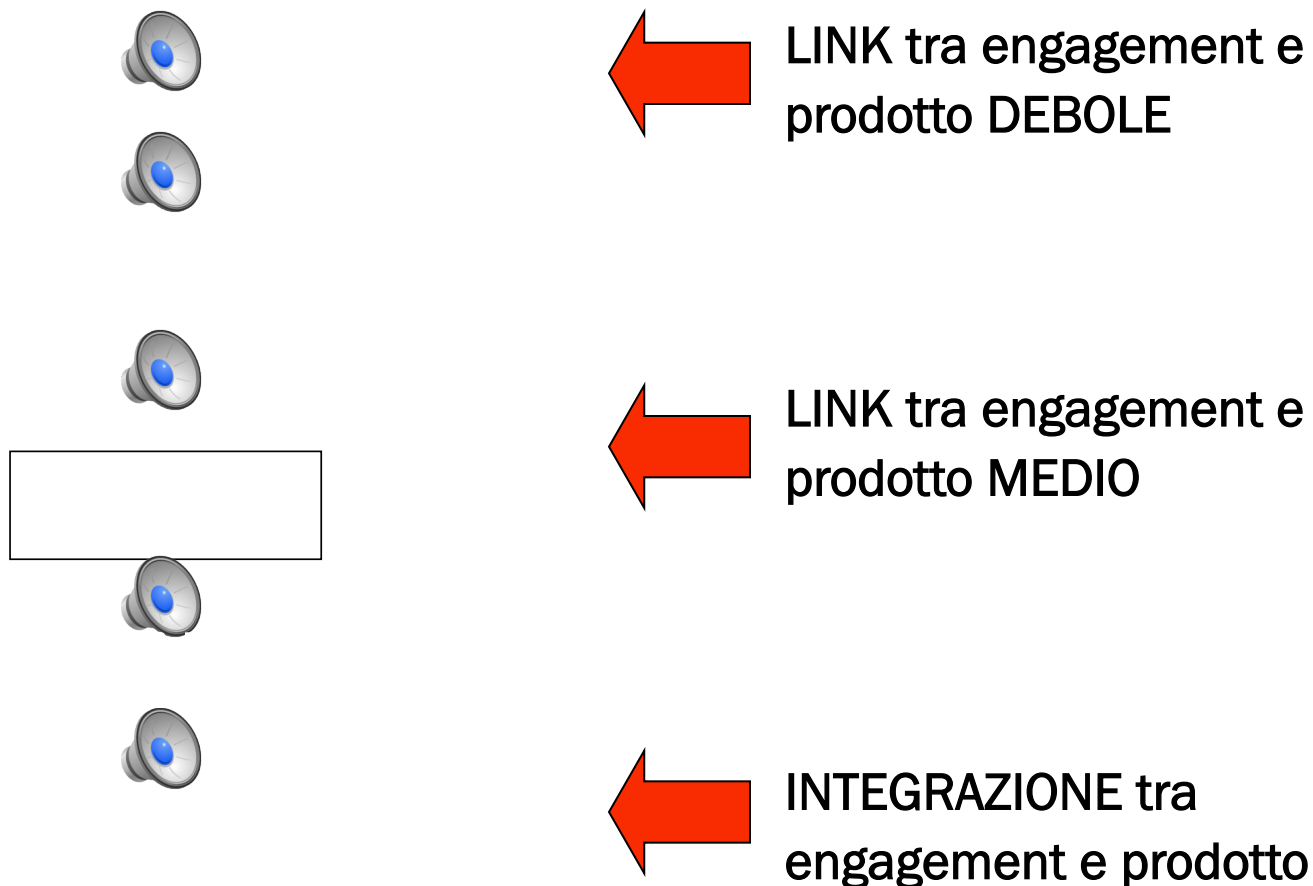 LINK tra engagement e
prodotto DEBOLE
LINK tra engagement e
prodotto MEDIO
INTEGRAZIONE tra
engagement e prodotto